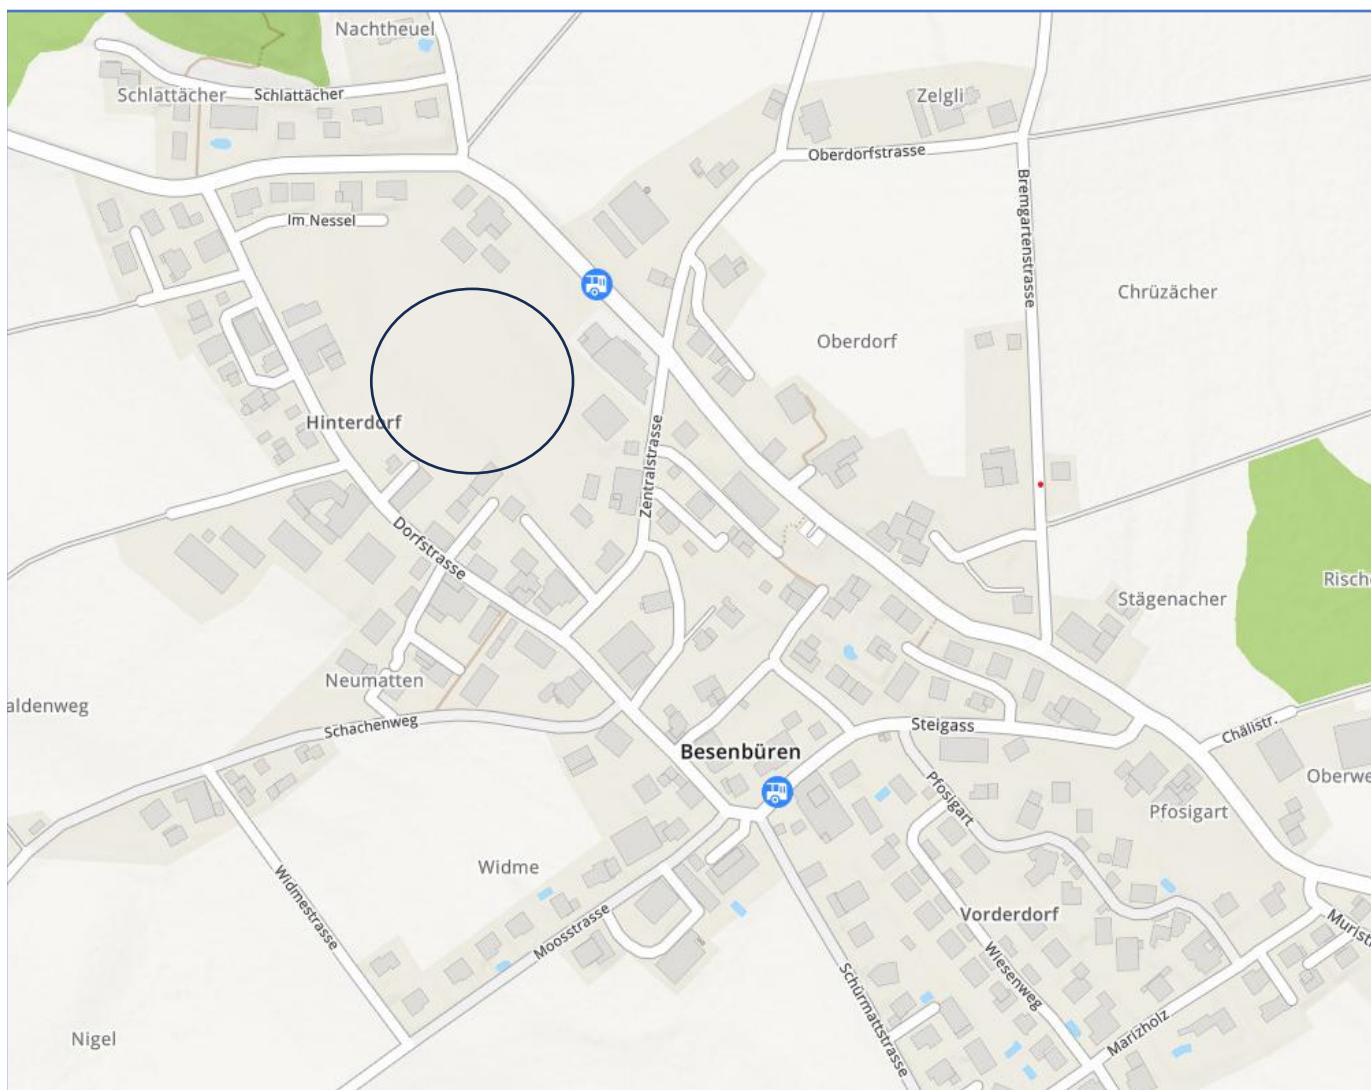 Nachtheuel
Schlattächer
Schlattächer
Zelgli
Oberdorfstrasse
Bremgartenstrasse
Im Nessel
Chrüzächer
Oberdorf
Hinterdorf
Zentralstrasse
Dorfstrasse
Stägenacher
Risch
Neumatten
aldenweg
Schachenweg
Steigass
Chälistr.
Besenbüren
Oberwe
Pfosigart
Pfosigart
Widme
Widmestrasse
Moosstrasse
Vorderdorf
Wiesenweg
Murist
Schürmattstrasse
Marizholz
Nigel